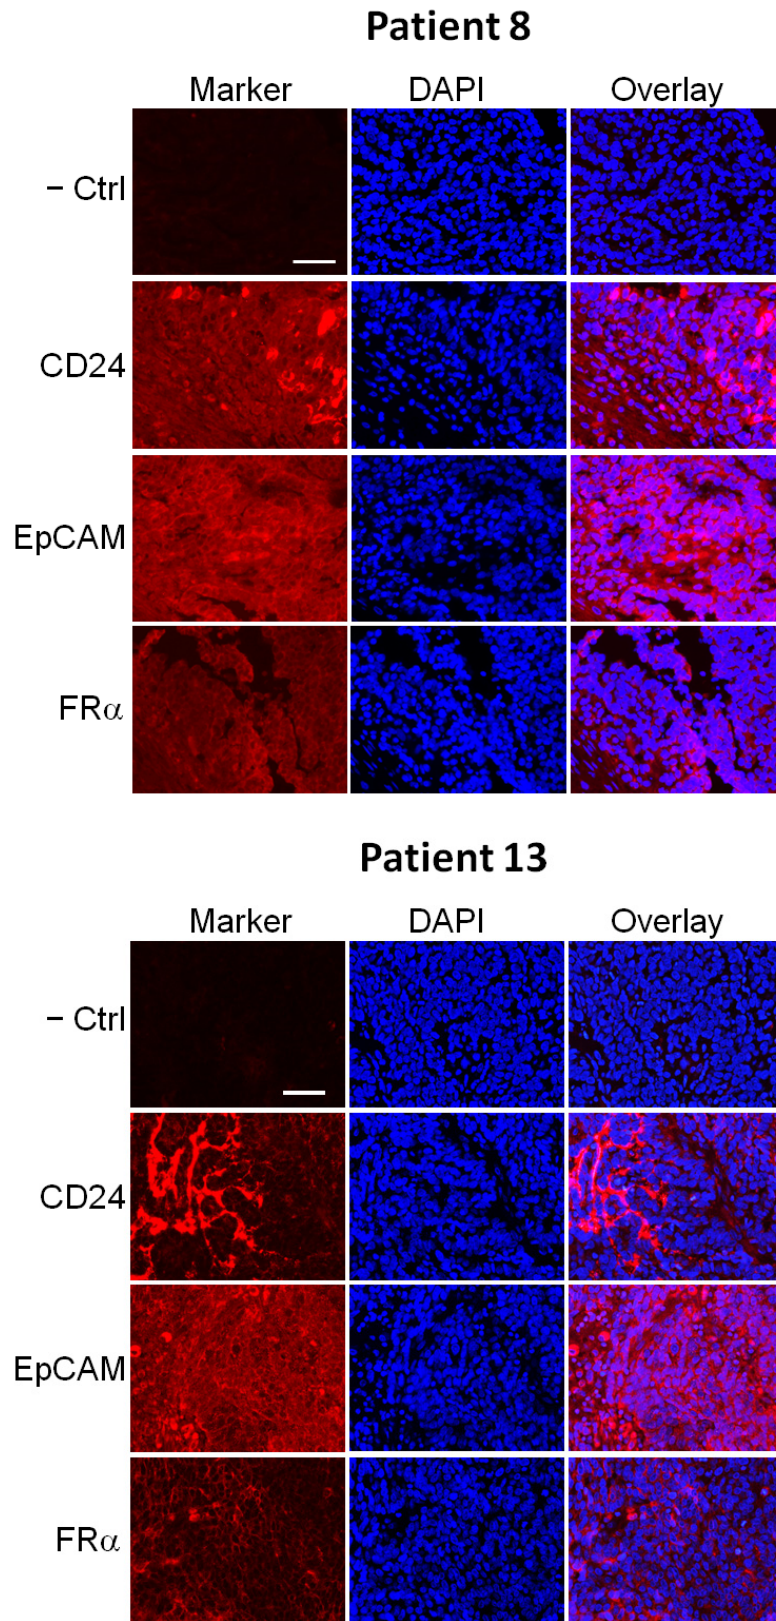 Patient 8
Marker DAPI Overlay
− Ctrl
CD24
EpCAM
FRα
Patient 13
Marker DAPI Overlay
− Ctrl
CD24
EpCAM
FRα